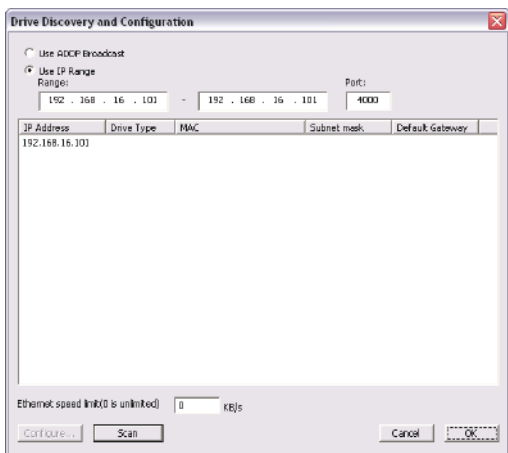 Drive Discovery and Configuration
Use ADDP Broadcast
Use IP Range
Range:
Port:
192 . 168 . 16 . 101 - 192 . 168 . 16 . 101 4000
IP Address Drive Type MAC Subnet mask Default Gateway
192.168.16.101
Ethernet speed limit(0 is unlimited) 0 KB/s
Configure... Scan Cancel OK